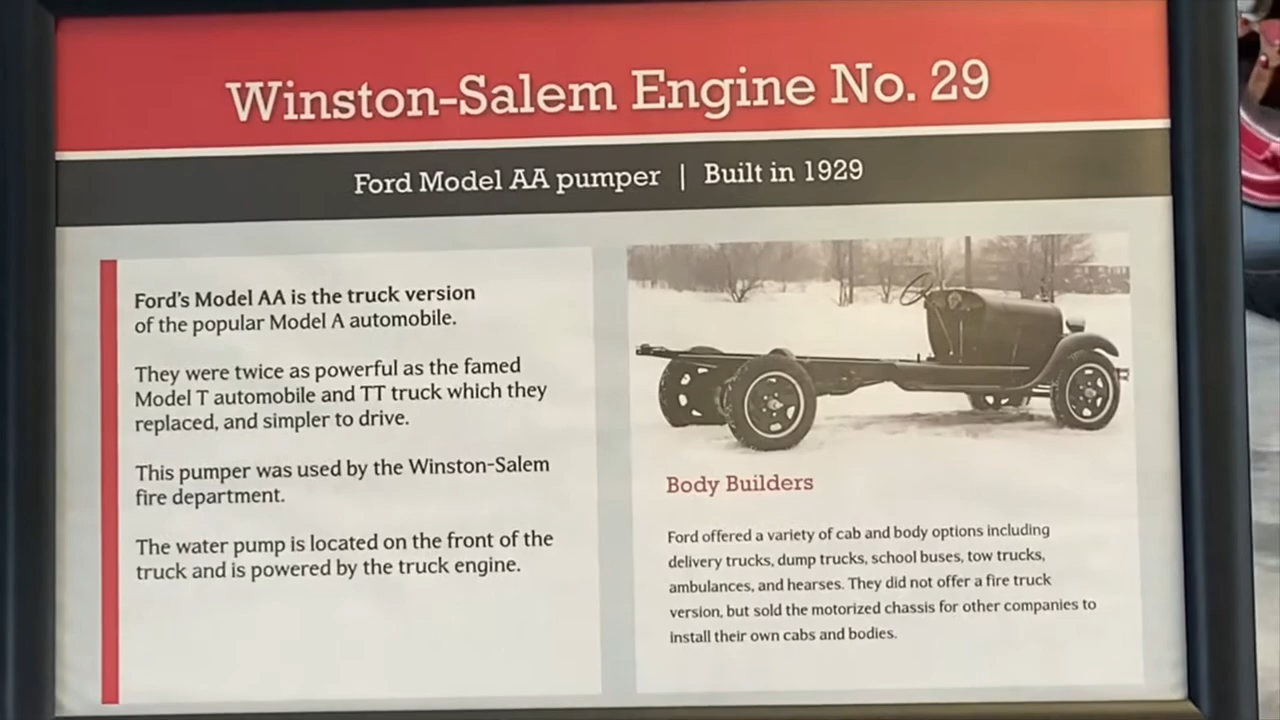 Winston-Salem Engine No. 29
Ford Model AA pumper | Built in 1929
Ford's Model AA is the truck version
of the popular Model A automobile.
They were twice as powerful as the famed
Model T automobile and TT truck which they
replaced, and simpler to drive.
This pumper was used by the Winston-Salem
fire department.
The water pump is located on the front of the
truck and is powered by the truck engine.
Body Builders
Ford offered a variety of cab and body options including
delivery trucks, dump trucks, school buses, tow trucks,
ambulances, and hearses. They did not offer a fire truck
version, but sold the motorized chassis for other companies to
install their own cabs and bodies.